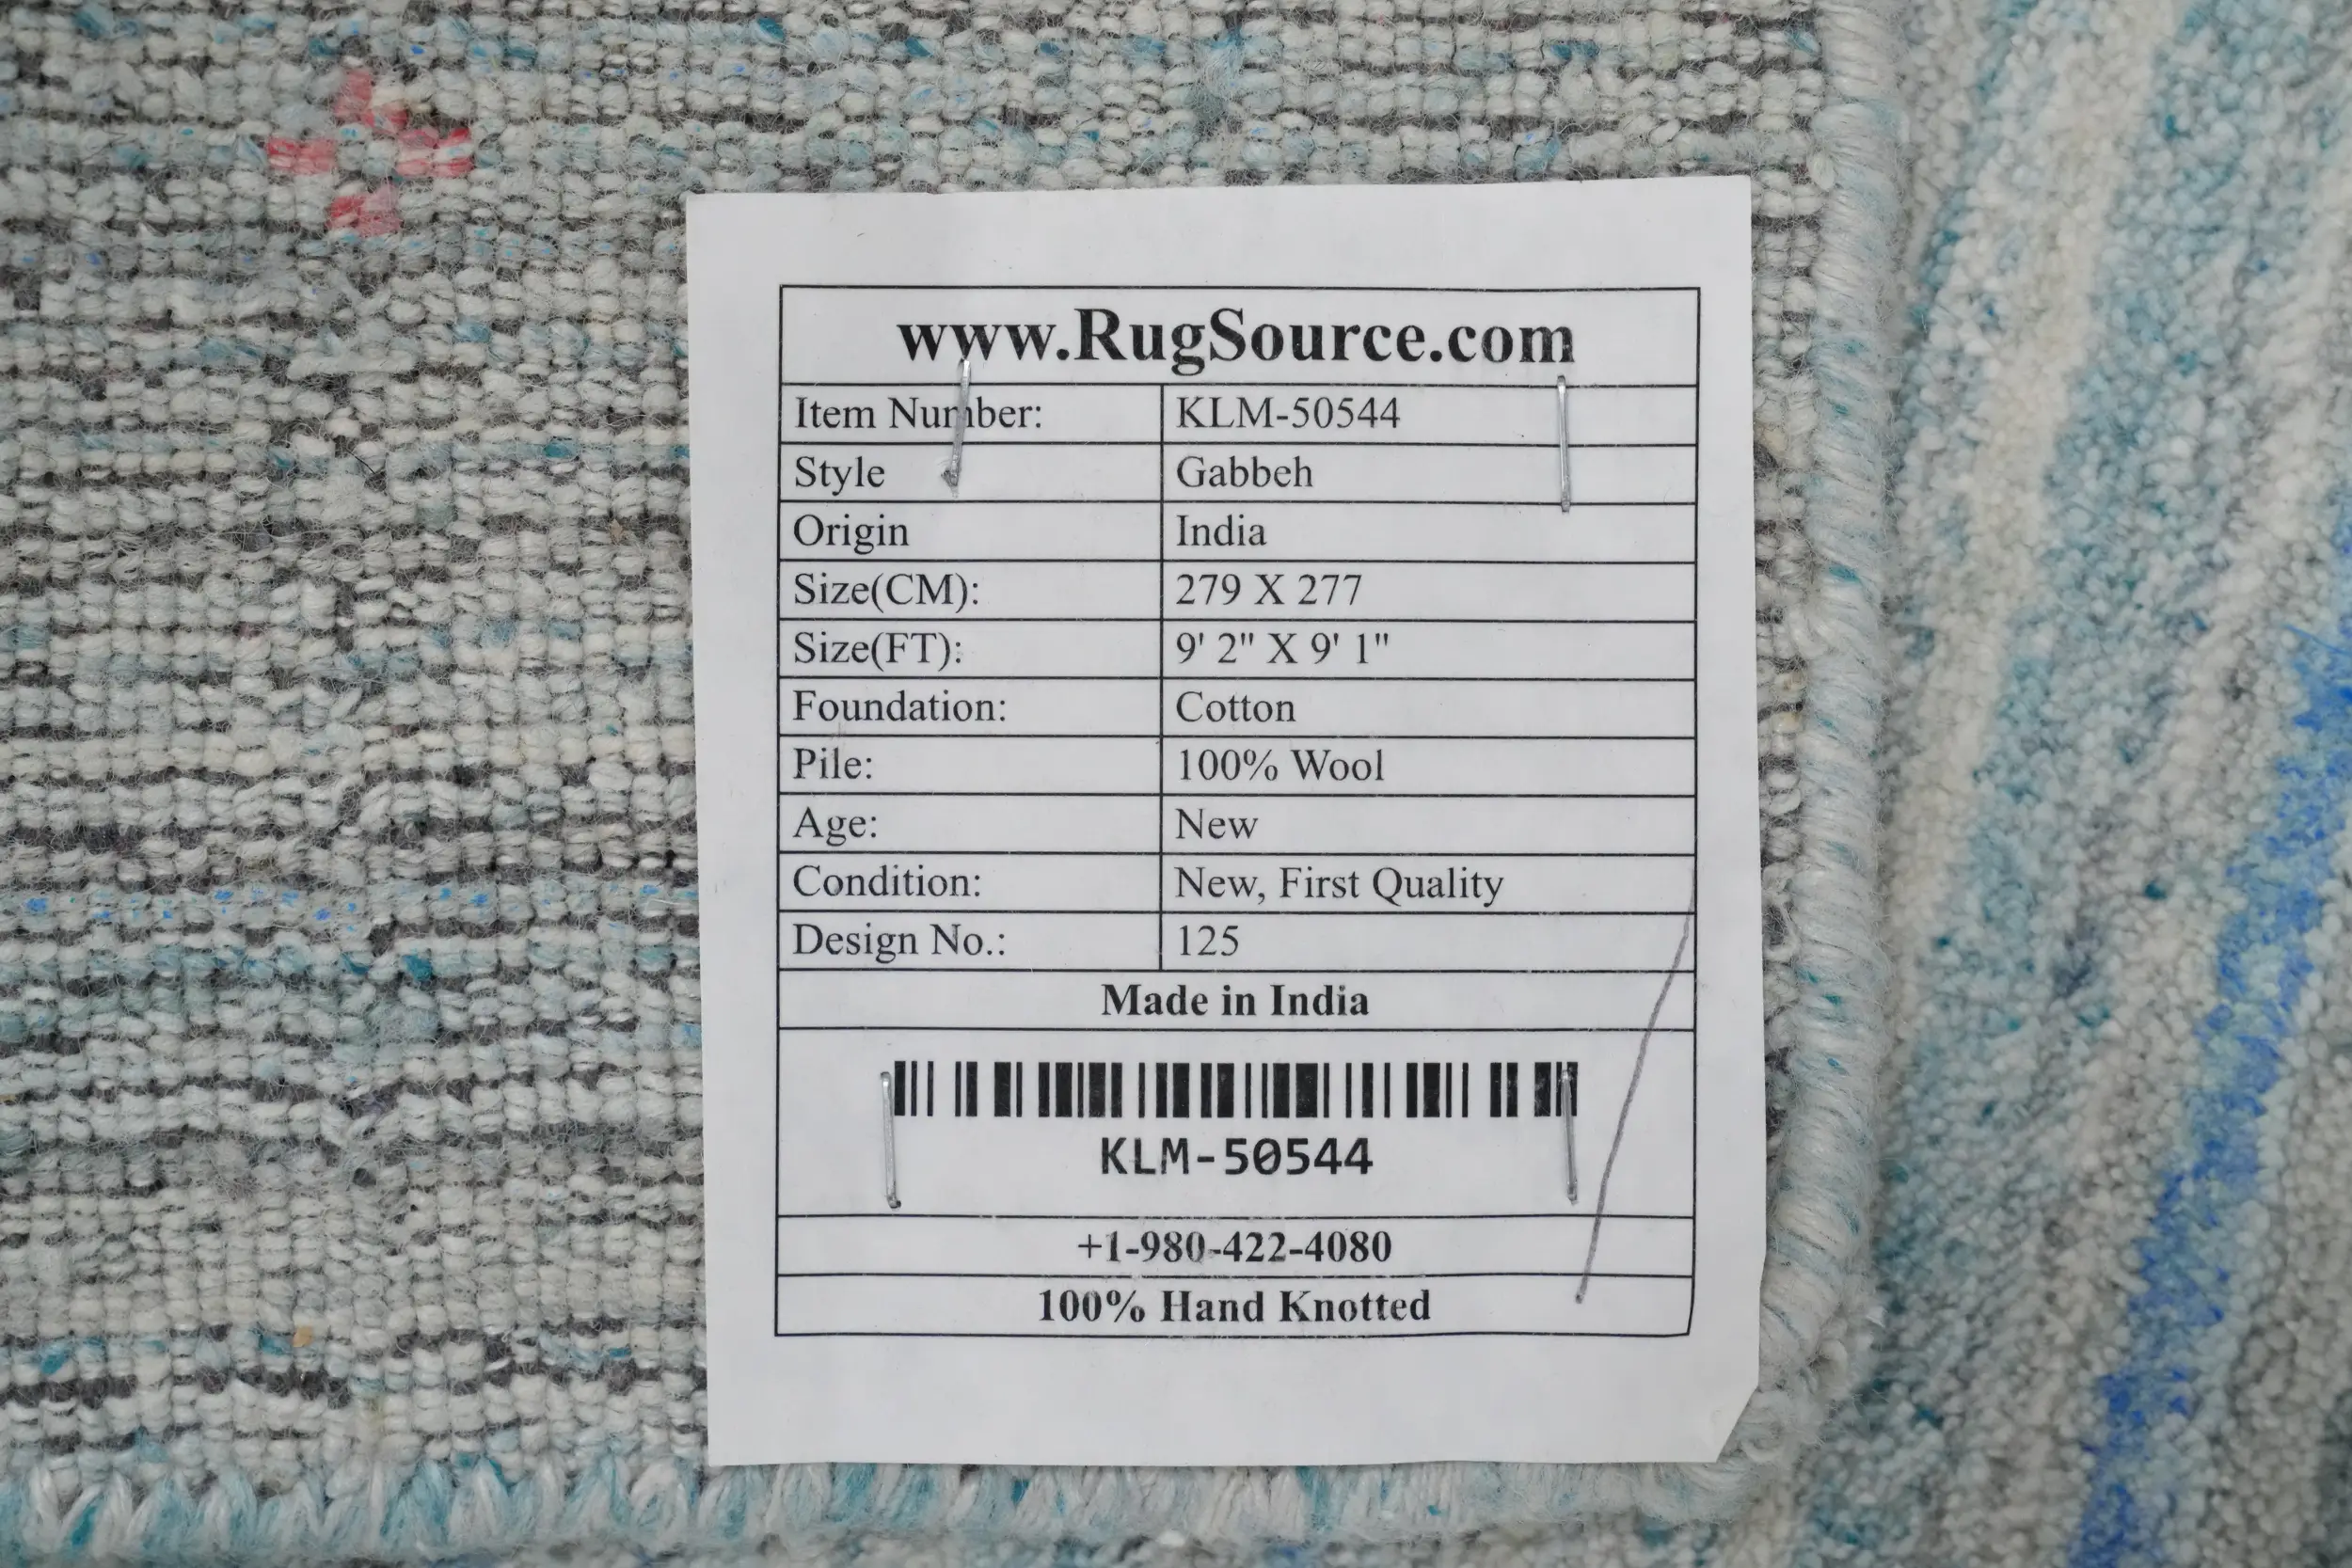 www.RugSource.com
Item Number: KLM-50544
Style Gabbeh
Origin India
Size(CM): 279 X 277
Size(FT): 9' 2" X 9' 1"
Foundation: Cotton
Pile: 100% Wool
Age: New
Condition: New, First Quality
Design No.: 125
Made in India
KLM-50544
+1-980-422-4080
100% Hand Knotted